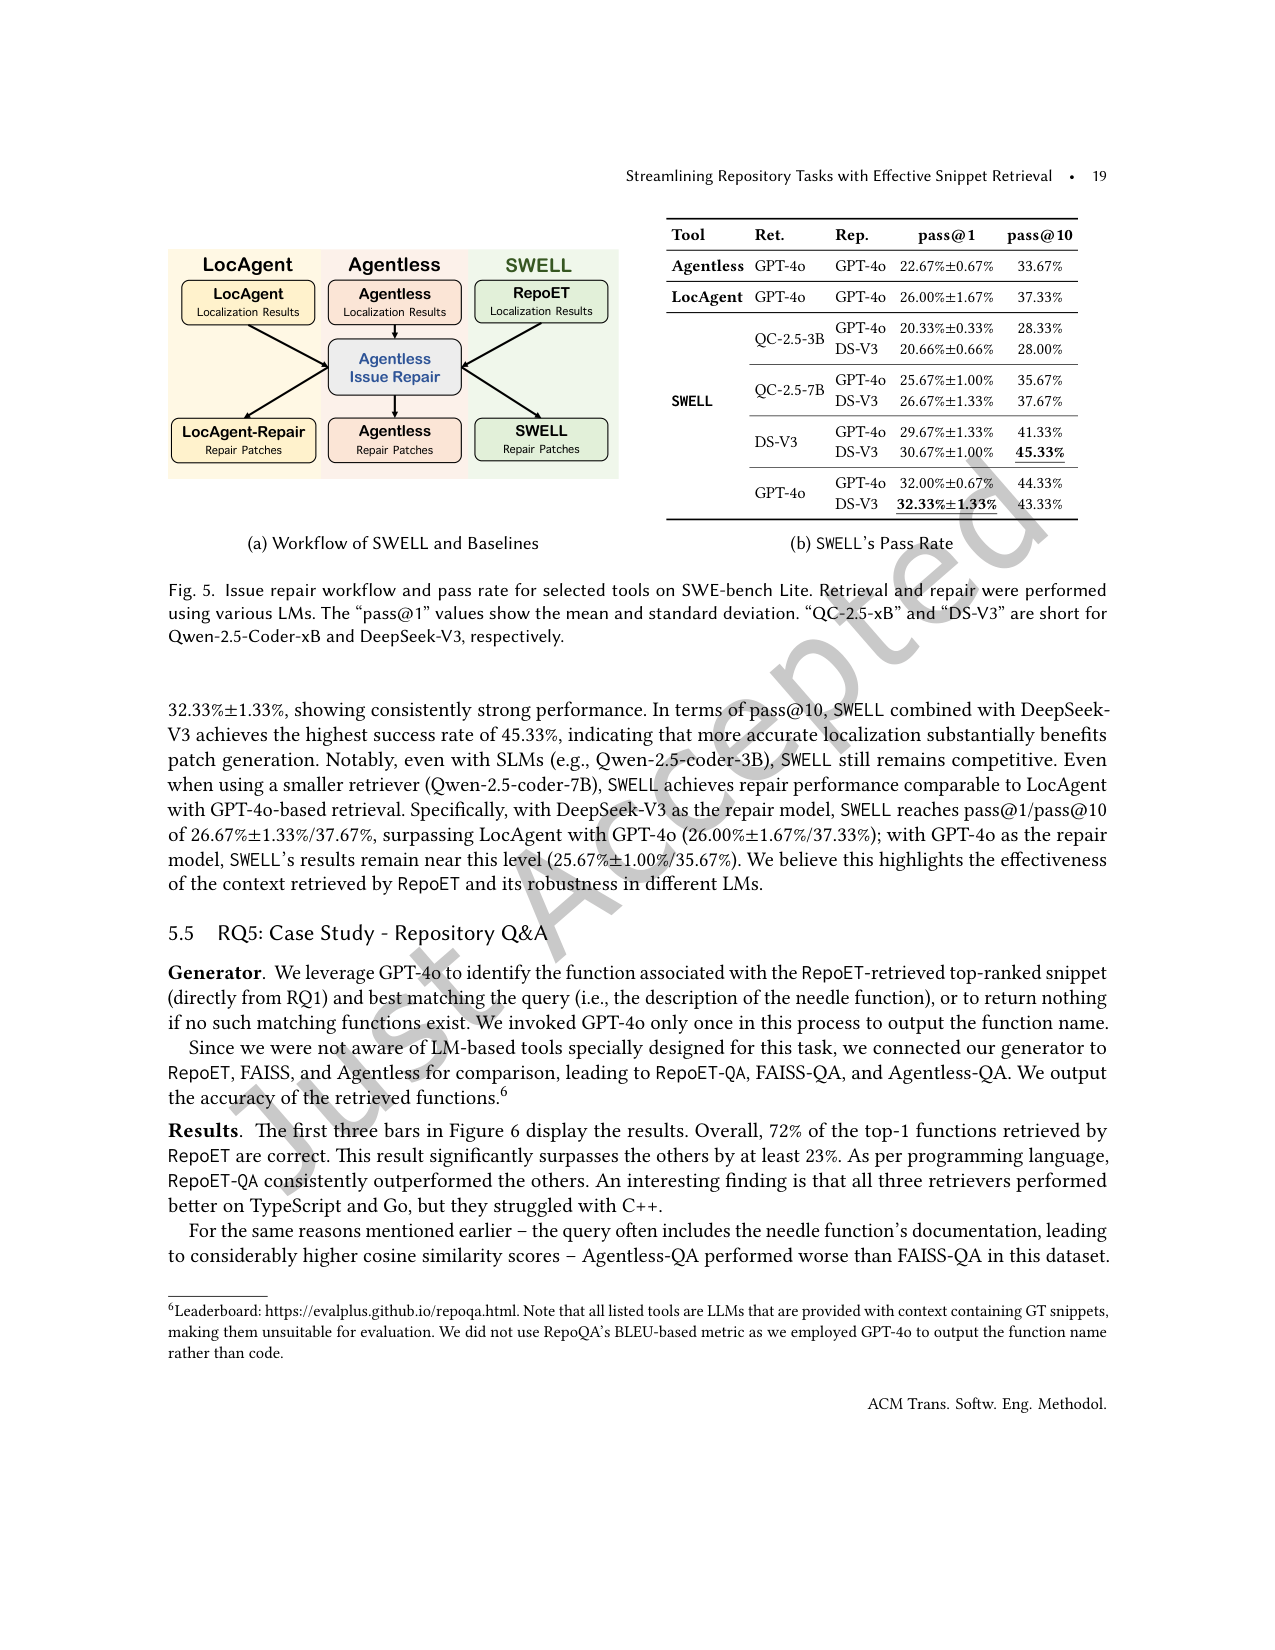 Streamlining Repository Tasks with Effective Snippet Retrieval • 19
LocAgent Agentless SWELL
LocAgent Agentless RepoET
Localization Results Localization Results Localization Results
Agentless
Issue Repair
LocAgent-Repair Agentless SWELL
Repair Patches Repair Patches Repair Patches
(a) Workflow of SWELL and Baselines
Tool Ret. Rep. pass@1 pass@10
Agentless GPT-4o GPT-4o 22.67%±0.67% 33.67%
LocAgent GPT-4o GPT-4o 26.00%±1.67% 37.33%
SWELL
QC-2.5-3B
GPT-4o 20.33%±0.33% 28.33%
DS-V3 20.66%±0.66% 28.00%
QC-2.5-7B
GPT-4o 25.67%±1.00% 35.67%
DS-V3 26.67%±1.33% 37.67%
DS-V3
GPT-4o 29.67%±1.33% 41.33%
DS-V3 30.67%±1.00% 45.33%
GPT-4o
GPT-4o 32.00%±0.67% 44.33%
DS-V3 32.33%±1.33% 43.33%
(b) SWELL's Pass Rate
Fig. 5. Issue repair workflow and pass rate for selected tools on SWE-bench Lite. Retrieval and repair were performed
using various LMs. The “pass@1” values show the mean and standard deviation. “QC-2.5-xB” and “DS-V3” are short for
Qwen-2.5-Coder-xB and DeepSeek-V3, respectively.
32.33%±1.33%, showing consistently strong performance. In terms of pass@10, SWELL combined with DeepSeek-
V3 achieves the highest success rate of 45.33%, indicating that more accurate localization substantially benefits
patch generation. Notably, even with SLMs (e.g., Qwen-2.5-coder-3B), SWELL still remains competitive. Even
when using a smaller retriever (Qwen-2.5-coder-7B), SWELL achieves repair performance comparable to LocAgent
with GPT-4o-based retrieval. Specifically, with DeepSeek-V3 as the repair model, SWELL reaches pass@1/pass@10
of 26.67%±1.33%/37.67%, surpassing LocAgent with GPT-4o (26.00%±1.67%/37.33%); with GPT-4o as the repair
model, SWELL's results remain near this level (25.67%±1.00%/35.67%). We believe this highlights the effectiveness
of the context retrieved by RepoET and its robustness in different LMs.
5.5 RQ5: Case Study - Repository Q&A
Generator. We leverage GPT-4o to identify the function associated with the RepoET-retrieved top-ranked snippet
(directly from RQ1) and best matching the query (i.e., the description of the needle function), or to return nothing
if no such matching functions exist. We invoked GPT-4o only once in this process to output the function name.
Since we were not aware of LM-based tools specially designed for this task, we connected our generator to
RepoET, FAISS, and Agentless for comparison, leading to RepoET-QA, FAISS-QA, and Agentless-QA. We output
the accuracy of the retrieved functions.6
Results. The first three bars in Figure 6 display the results. Overall, 72% of the top-1 functions retrieved by
RepoET are correct. This result significantly surpasses the others by at least 23%. As per programming language,
RepoET-QA consistently outperformed the others. An interesting finding is that all three retrievers performed
better on TypeScript and Go, but they struggled with C++.
For the same reasons mentioned earlier – the query often includes the needle function's documentation, leading
to considerably higher cosine similarity scores – Agentless-QA performed worse than FAISS-QA in this dataset.
6Leaderboard: https://evalplus.github.io/repoqa.html. Note that all listed tools are LLMs that are provided with context containing GT snippets,
making them unsuitable for evaluation. We did not use RepoQA's BLEU-based metric as we employed GPT-4o to output the function name
rather than code.
ACM Trans. Softw. Eng. Methodol.
Just Accepted